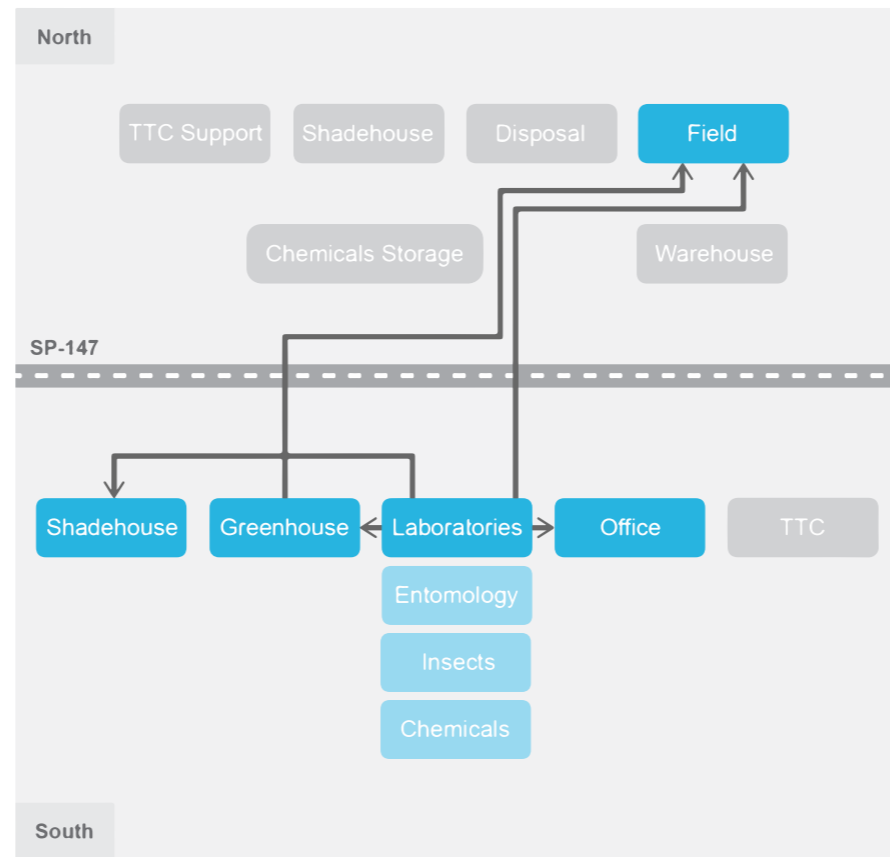 North
TTC Support
Shadehouse
Disposal
Field
Chemicals Storage
Warehouse
SP-147
Shadehouse
Greenhouse
Laboratories
Office
TTC
Entomology
Insects
Chemicals
South